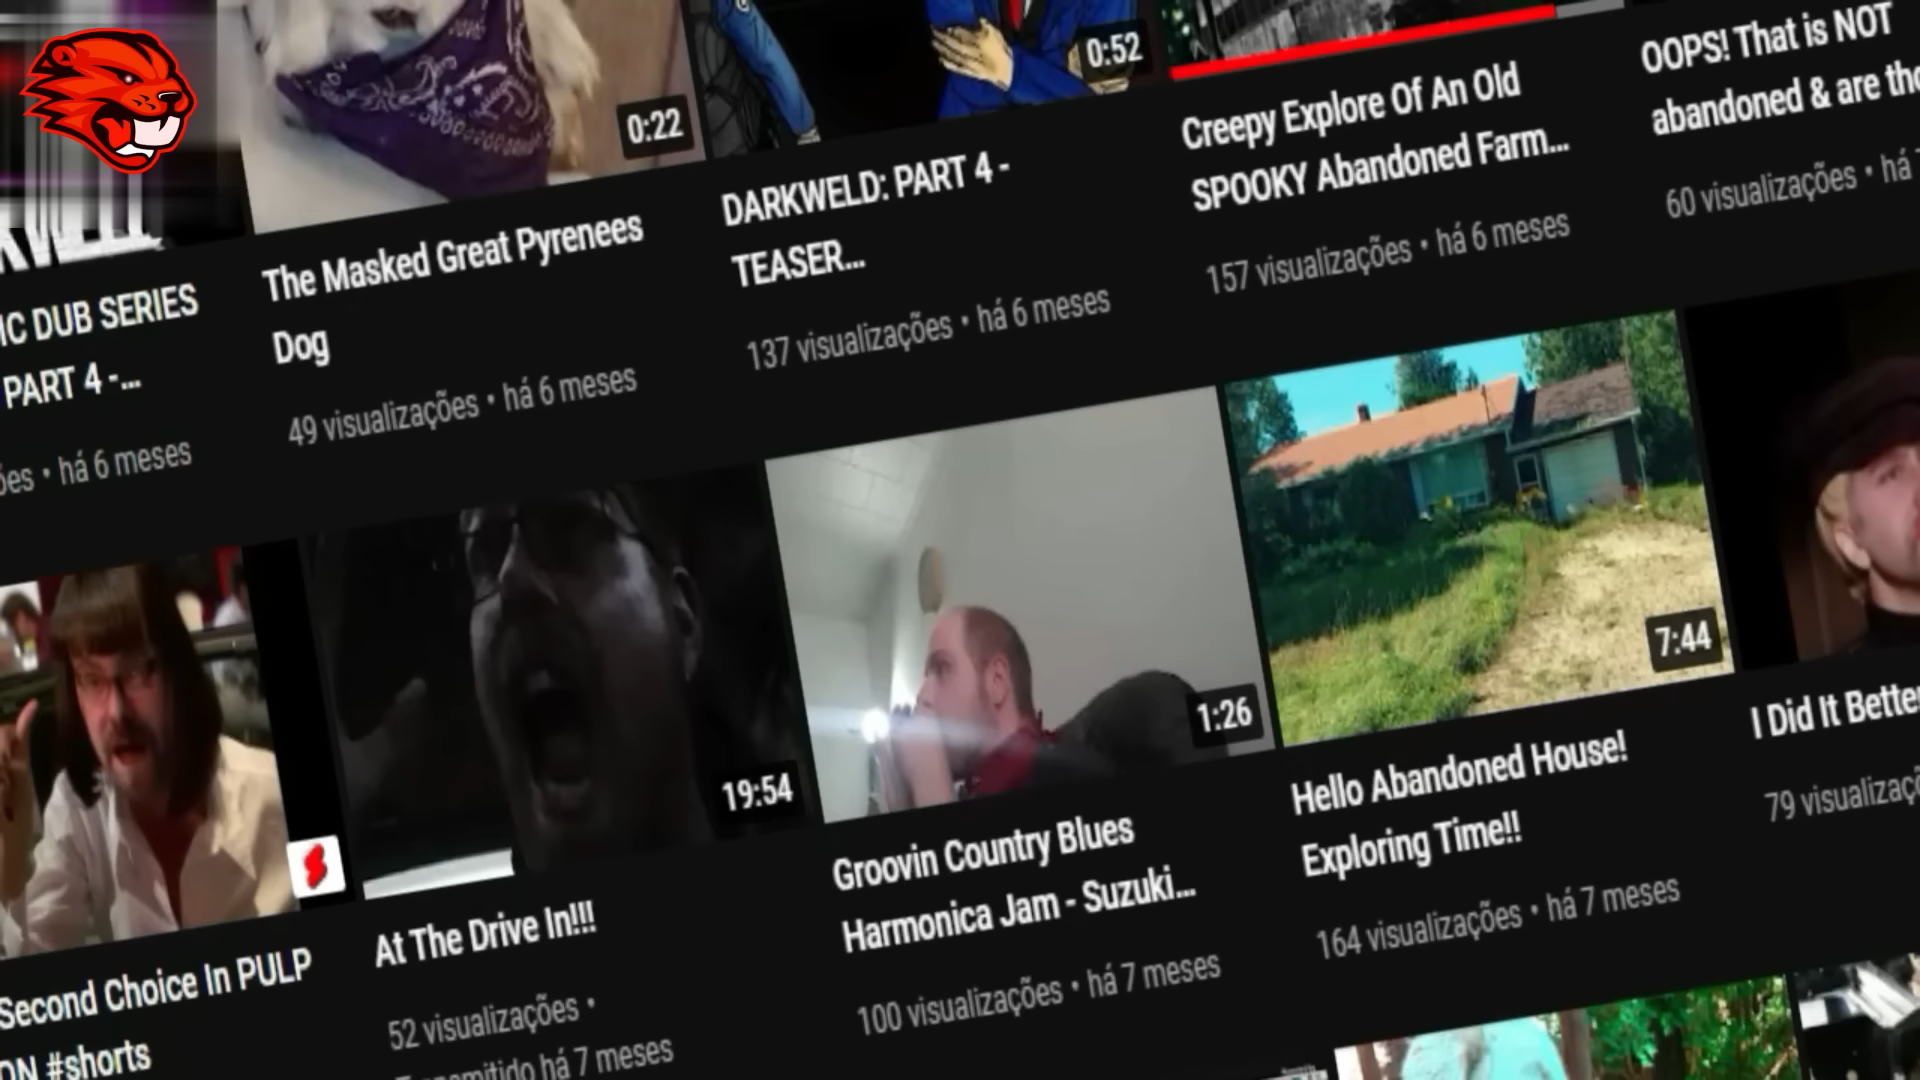 IC DUB SERIES
PART 4 -...
há 6 meses
0:22
The Masked Great Pyrenees
Dog
49 visualizações • há 6 meses
0:52
DARKWELD: PART 4 -
TEASER...
137 visualizações • há 6 meses
Creepy Explore Of An Old
SPOOKY Abandoned Farm...
157 visualizações • há 6 meses
OOPS! That is NOT
abandoned & are
60 visualizações • há
Second Choice In PULP
#shorts
19:54
At The Drive In!!!
52 visualizações •
há 7 meses
1:26
Groovin Country Blues
Harmonica Jam - Suzuki...
100 visualizações • há 7 meses
7:44
Hello Abandoned House!
Exploring Time!!
164 visualizações • há 7 meses
I Did It Better
79